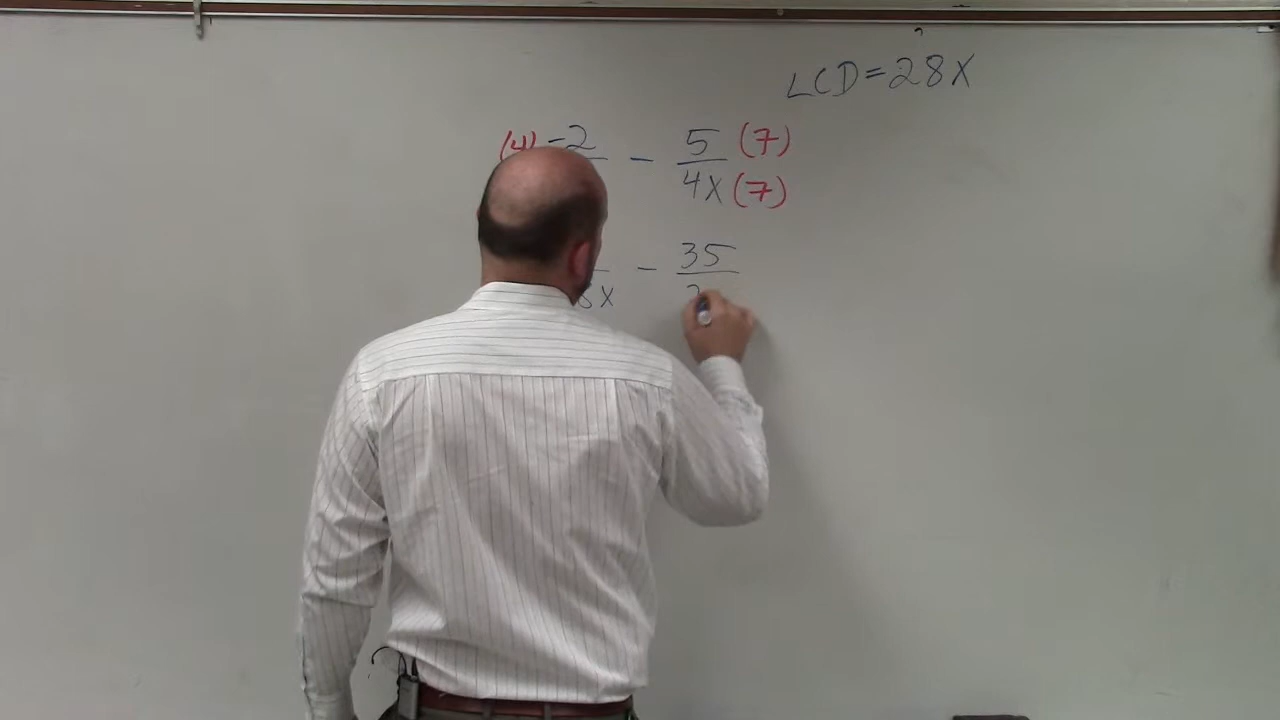 LCD=28X
(4) -2 - 5 (7)
4X (7)
- 35
X